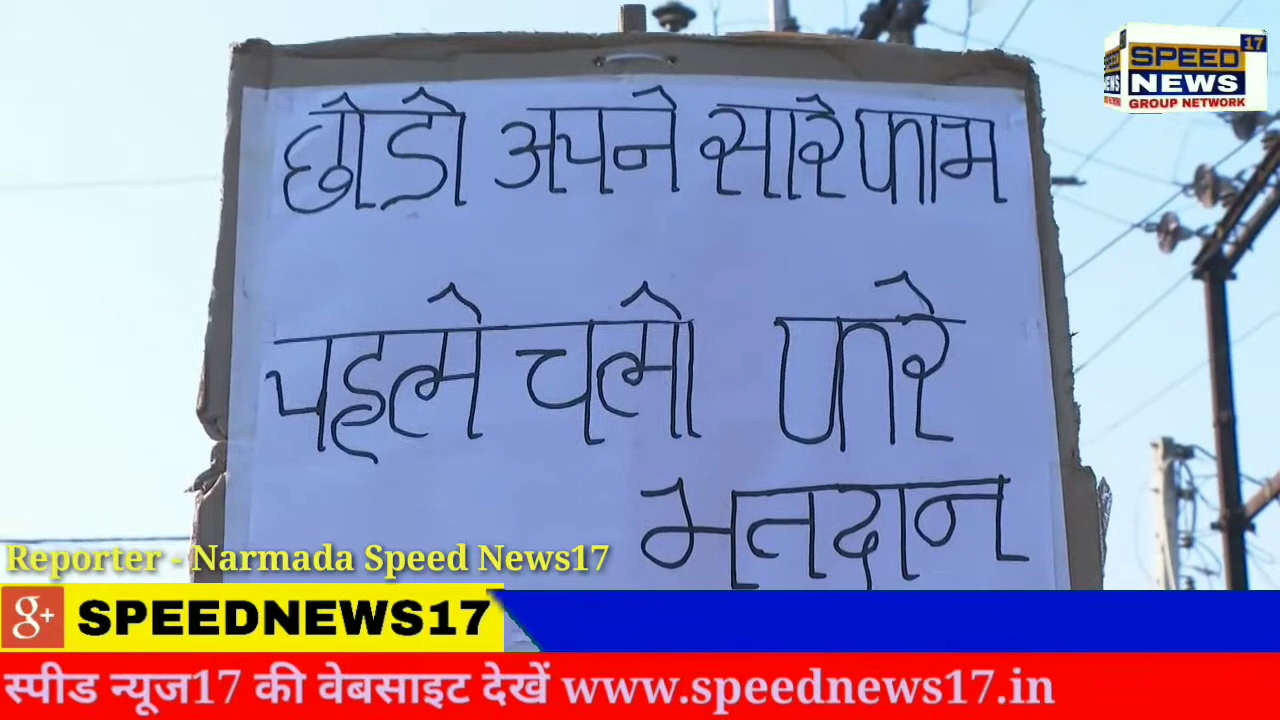 SPEED 17
NEWS
GROUP NETWORK
छोडो अपने सारे काम
पहले चलो करे
मतदान
Reporter - Narmada Speed News17
g+ SPEEDNEWS17
स्पीड न्यूज17 की वेबसाइट देखें www.speednews17.in